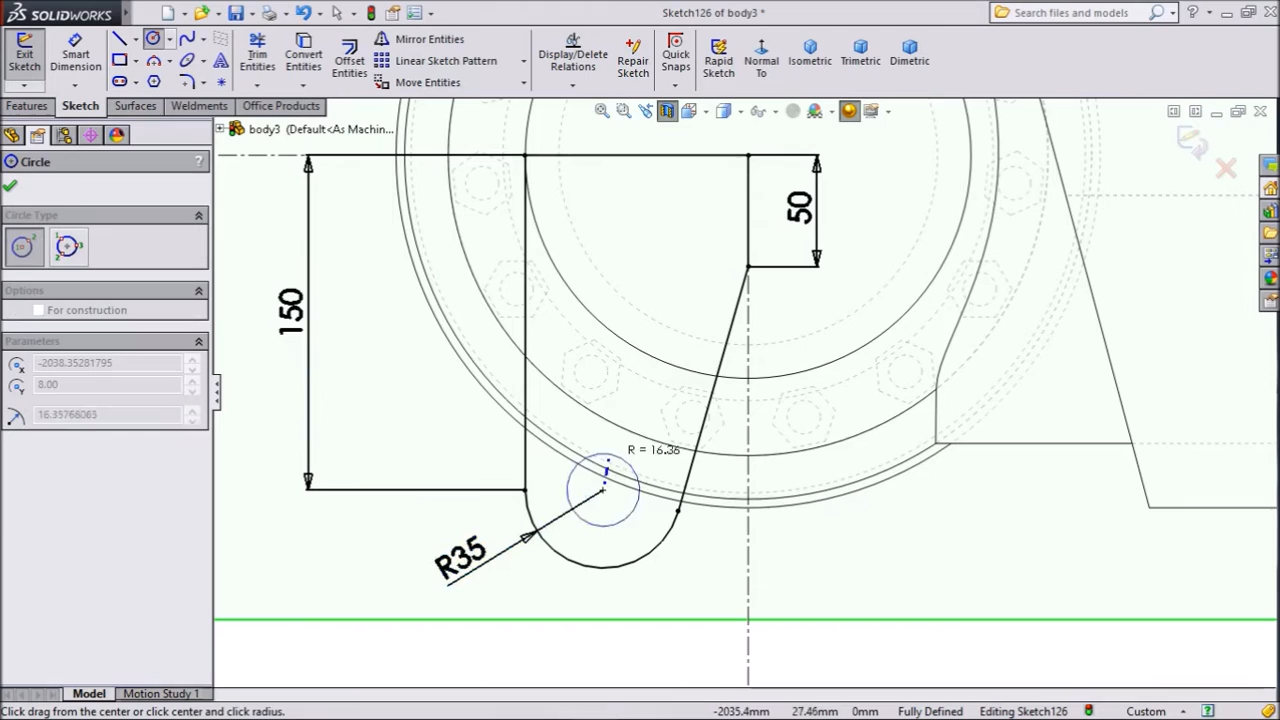 SOLIDWORKS
Sketch126 of body3 *
Search files and models
Exit Sketch
Smart Dimension
Trim Entities
Convert Entities
Offset Entities
Mirror Entities
Linear Sketch Pattern
Move Entities
Display/Delete Relations
Repair Sketch
Quick Snaps
Rapid Sketch
Normal To
Isometric
Trimetric
Dimetric
Features
Sketch
Surfaces
Weldments
Office Products
body3 (Default<As Machin...
Circle
?
Circle Type
Options
For construction
Parameters
-2038.35281795
8.00
16.35766063
50
150
R = 16.36
R35
Model
Motion Study 1
Click drag from the center or click center and click radius.
-2035.4mm
27.46mm
0mm
Fully Defined
Editing Sketch126
Custom